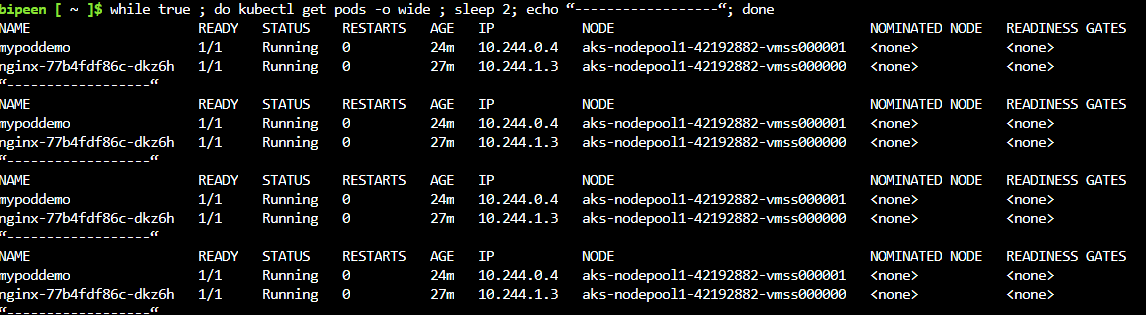 bipeen [ ~ ]$ while true ; do kubectl get pods -o wide ; sleep 2; echo “------------------“; done
NAME READY STATUS RESTARTS AGE IP NODE NOMINATED NODE READINESS GATES
mypoddemo 1/1 Running 0 24m 10.244.0.4 aks-nodepool1-42192882-vmss000001 <none> <none>
nginx-77b4fdf86c-dkz6h 1/1 Running 0 27m 10.244.1.3 aks-nodepool1-42192882-vmss000000 <none> <none>
“------------------“
NAME READY STATUS RESTARTS AGE IP NODE NOMINATED NODE READINESS GATES
mypoddemo 1/1 Running 0 24m 10.244.0.4 aks-nodepool1-42192882-vmss000001 <none> <none>
nginx-77b4fdf86c-dkz6h 1/1 Running 0 27m 10.244.1.3 aks-nodepool1-42192882-vmss000000 <none> <none>
“------------------“
NAME READY STATUS RESTARTS AGE IP NODE NOMINATED NODE READINESS GATES
mypoddemo 1/1 Running 0 24m 10.244.0.4 aks-nodepool1-42192882-vmss000001 <none> <none>
nginx-77b4fdf86c-dkz6h 1/1 Running 0 27m 10.244.1.3 aks-nodepool1-42192882-vmss000000 <none> <none>
“------------------“
NAME READY STATUS RESTARTS AGE IP NODE NOMINATED NODE READINESS GATES
mypoddemo 1/1 Running 0 24m 10.244.0.4 aks-nodepool1-42192882-vmss000001 <none> <none>
nginx-77b4fdf86c-dkz6h 1/1 Running 0 27m 10.244.1.3 aks-nodepool1-42192882-vmss000000 <none> <none>
“------------------“